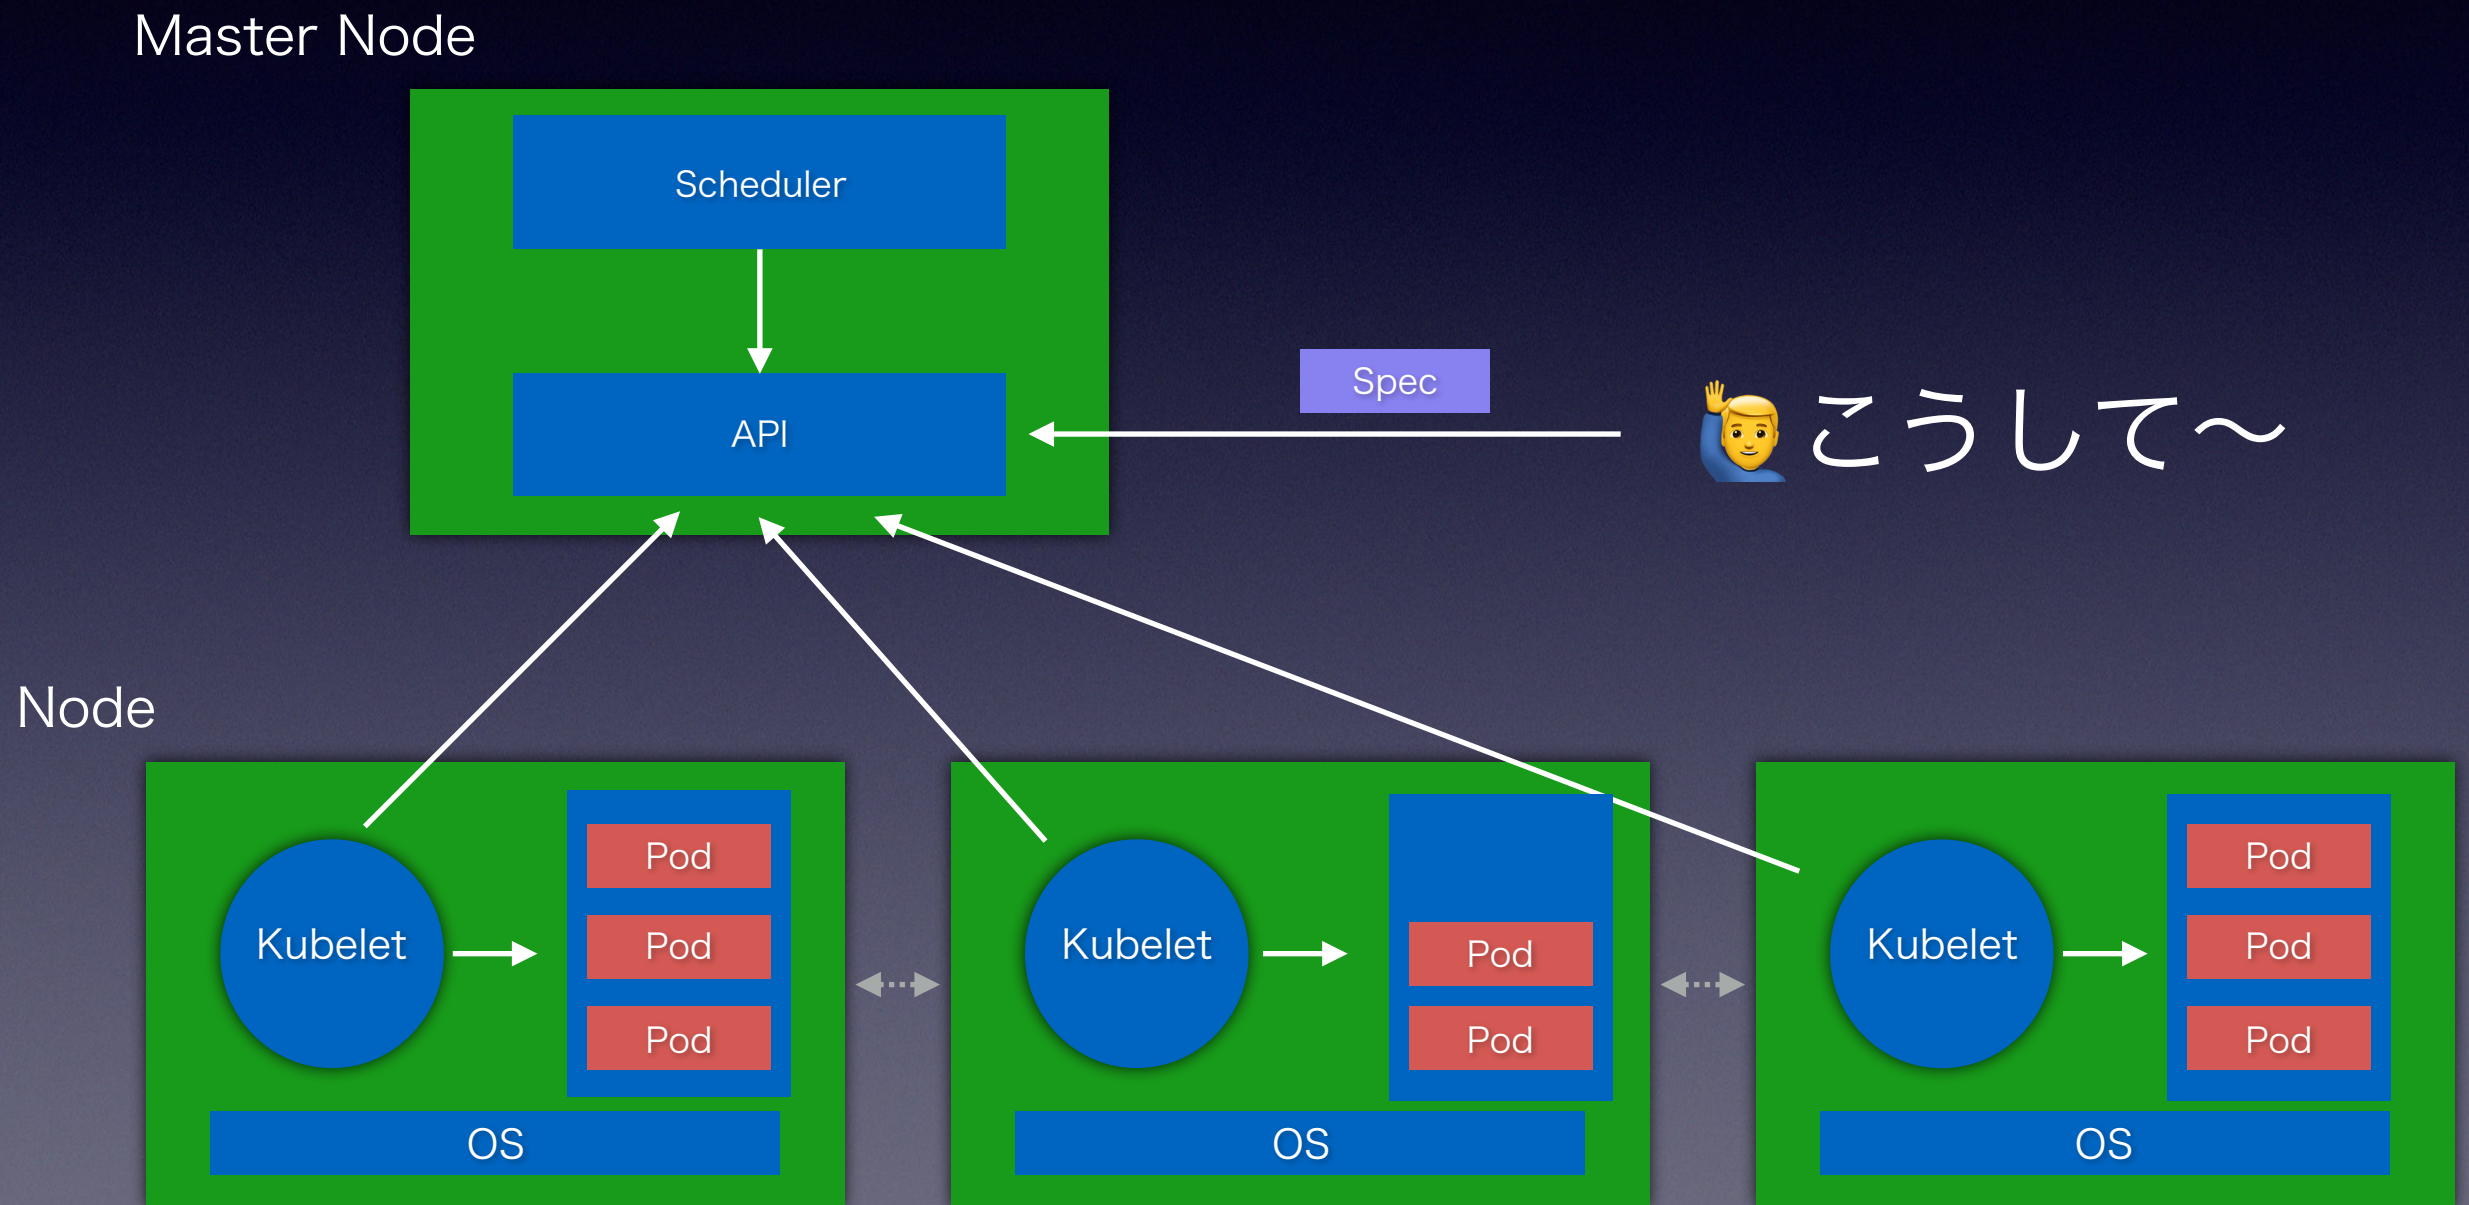 Master Node
Scheduler
API
Spec
こうして〜
Node
Kubelet
Pod
Pod
Pod
OS
Kubelet
Pod
Pod
OS
Kubelet
Pod
Pod
Pod
OS